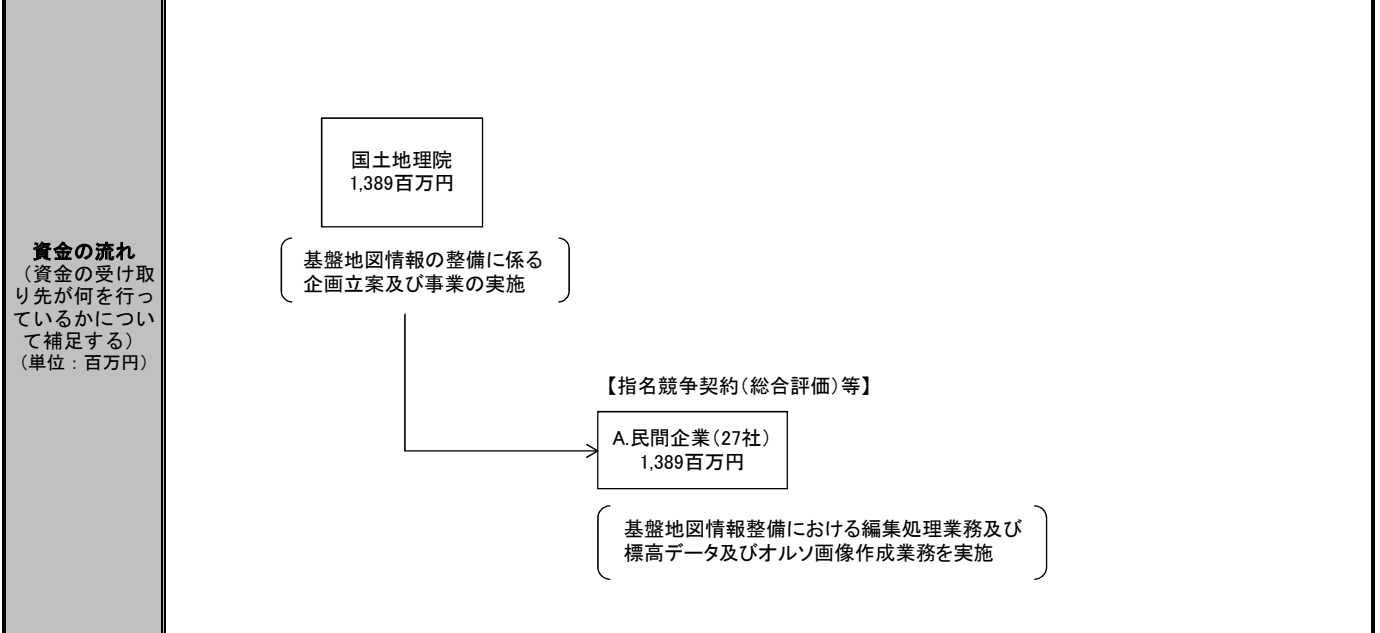 資金の流れ
（資金の受け取
り先が何を行っ
ているかについ
て補足する）
（単位：百万円）
国土地理院
1,389百万円
基盤地図情報の整備に係る
企画立案及び事業の実施
【指名競争契約（総合評価）等】
A.民間企業（27社）
1,389百万円
基盤地図情報整備における編集処理業務及び
標高データ及びオルソ画像作成業務を実施